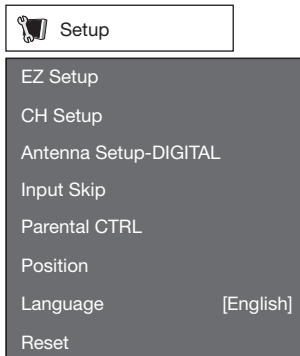 Setup
EZ Setup
CH Setup
Antenna Setup-DIGITAL
Input Skip
Parental CTRL
Position
Language [English]
Reset